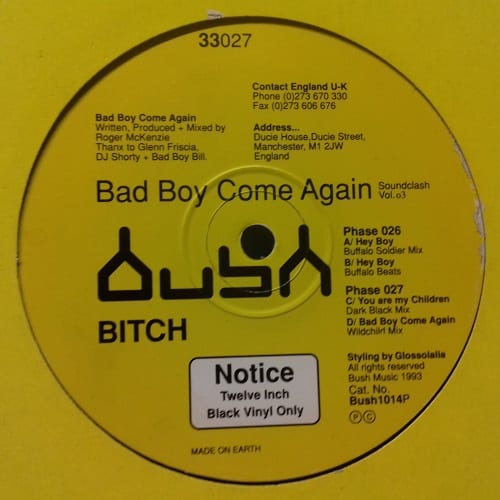 33027
Contact England U-K
Phone (0)273 670 330
Fax (0)273 606 676
Bad Boy Come Again
Written, Produced + Mixed by
Roger McKenzie
Thanx to Glenn Friscia,
DJ Shorty + Bad Boy Bill.
Address...
Ducie House,Ducie Street,
Manchester, M1 2JW
England
Bad Boy Come Again
Soundclash
Vol.o3
bush
BITCH
Phase 026
A/ Hey Boy
Buffalo Soldier Mix
B/ Hey Boy
Buffalo Beats
Phase 027
C/ You are my Children
Dark Black Mix
D/ Bad Boy Come Again
Wildchild Mix
Notice
Twelve Inch
Black Vinyl Only
Styling by Glossolalia
All rights reserved
Bush Music 1993
Cat. No.
Bush1014P
ⓅⒸ
MADE ON EARTH